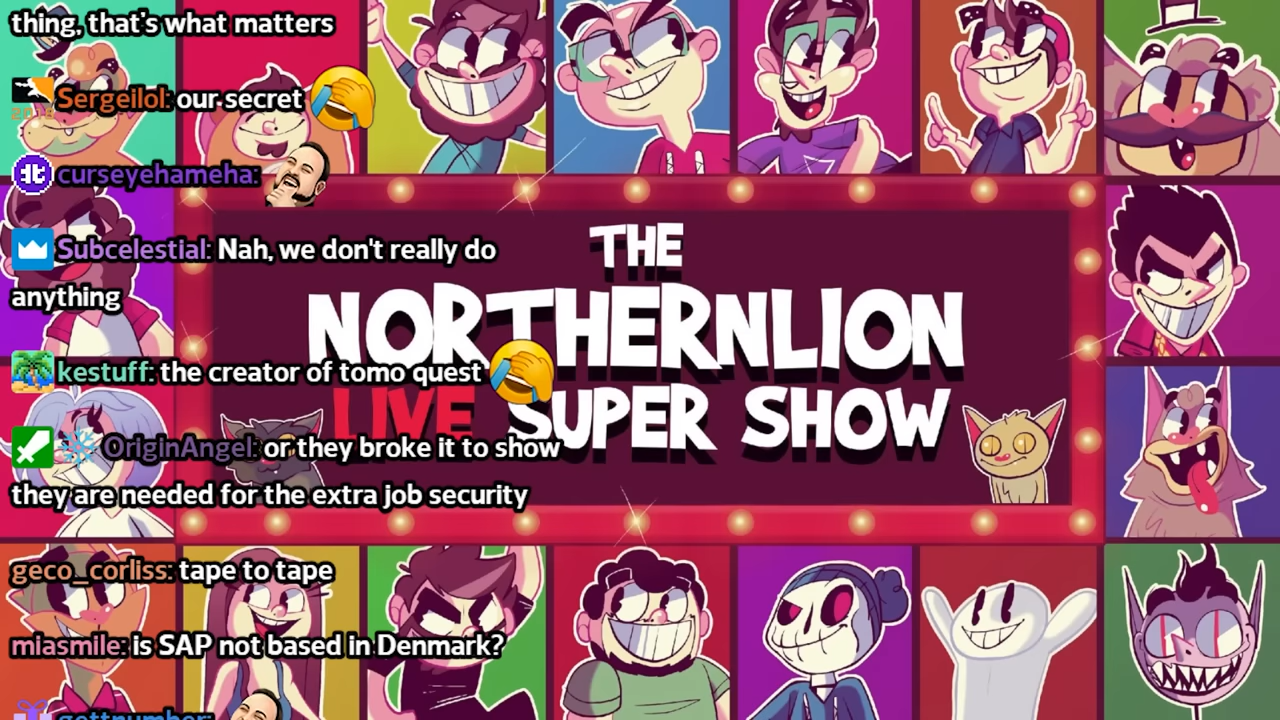 thing, that's what matters
Sergeilol: our secret
curseyehameha:
Subcelestial: Nah, we don't really do
anything
kestuff: the creator of tomo quest
OriginAngel: or they broke it to show
they are needed for the extra job security
geco_corliss: tape to tape
miasmile: is SAP not based in Denmark?
THE
NORTHERNLION
LIVE SUPER SHOW